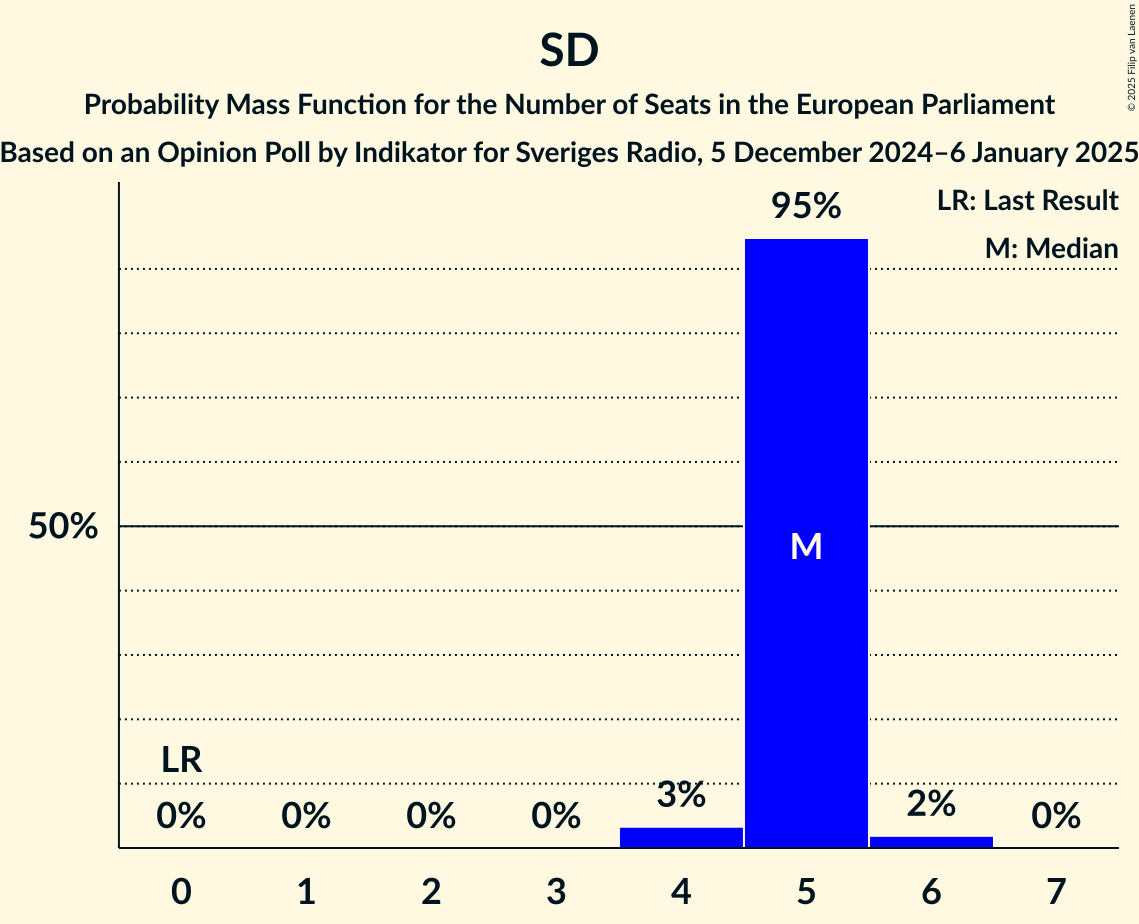 SD
Probability Mass Function for the Number of Seats in the European Parliament
Based on an Opinion Poll by Indikator for Sveriges Radio, 5 December 2024–6 January 2025
© 2025 Filip van Laenen
LR: Last Result
M: Median
95%
50%
M
LR
0% 0% 0% 0% 3% 2% 0%
0 1 2 3 4 5 6 7